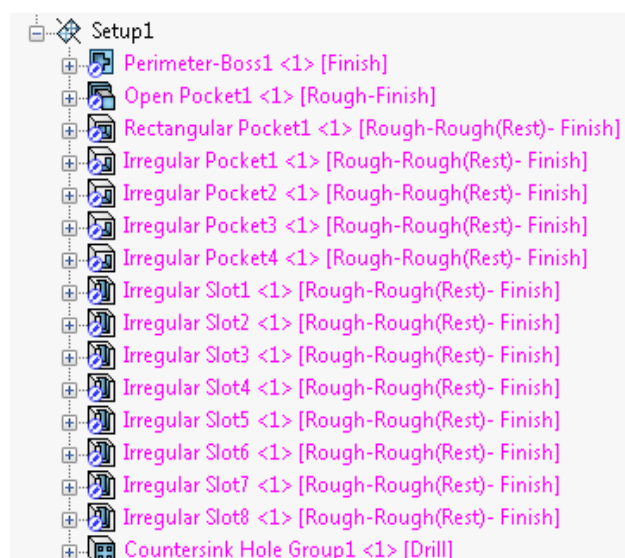 Setup1
Perimeter-Boss1 <1> [Finish]
Open Pocket1 <1> [Rough-Finish]
Rectangular Pocket1 <1> [Rough-Rough(Rest)- Finish]
Irregular Pocket1 <1> [Rough-Rough(Rest)- Finish]
Irregular Pocket2 <1> [Rough-Rough(Rest)- Finish]
Irregular Pocket3 <1> [Rough-Rough(Rest)- Finish]
Irregular Pocket4 <1> [Rough-Rough(Rest)- Finish]
Irregular Slot1 <1> [Rough-Rough(Rest)- Finish]
Irregular Slot2 <1> [Rough-Rough(Rest)- Finish]
Irregular Slot3 <1> [Rough-Rough(Rest)- Finish]
Irregular Slot4 <1> [Rough-Rough(Rest)- Finish]
Irregular Slot5 <1> [Rough-Rough(Rest)- Finish]
Irregular Slot6 <1> [Rough-Rough(Rest)- Finish]
Irregular Slot7 <1> [Rough-Rough(Rest)- Finish]
Irregular Slot8 <1> [Rough-Rough(Rest)- Finish]
Countersink Hole Group1 <1> [Drill]